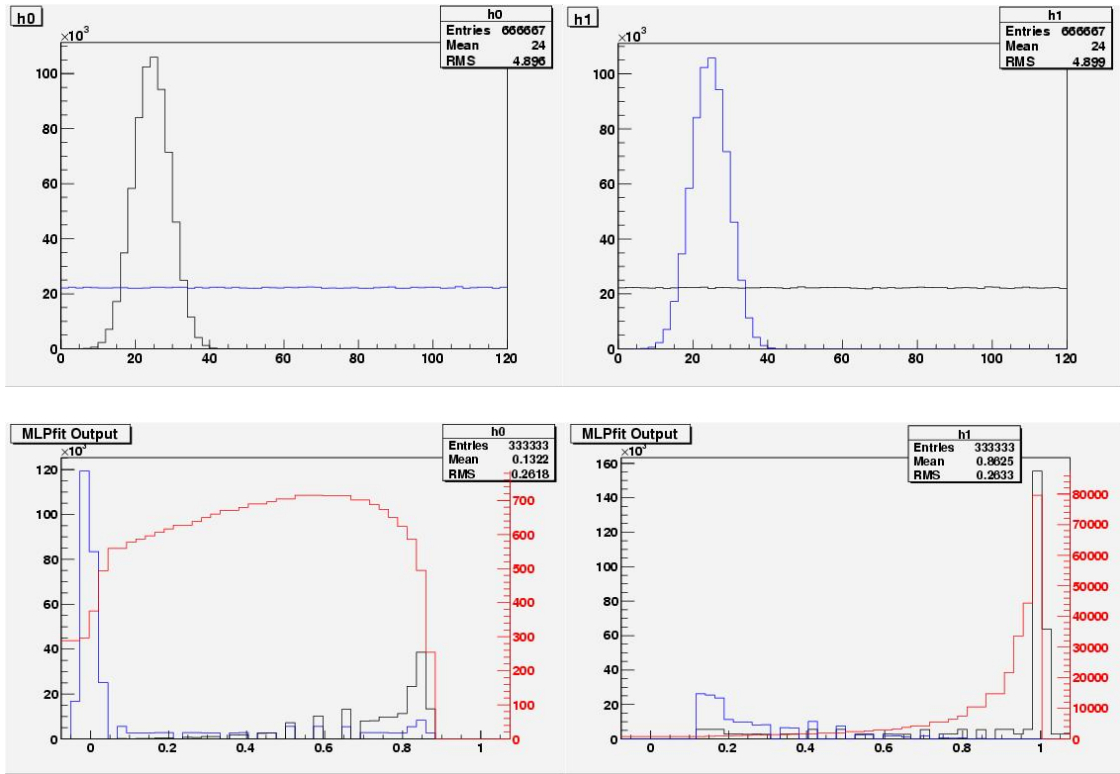 h0
h0
Entries 666667
Mean 24
RMS 4.896
×10³
100
80
60
40
20
0
0 20 40 60 80 100 120
h1
h1
Entries 666667
Mean 24
RMS 4.899
×10³
100
80
60
40
20
0
0 20 40 60 80 100 120
MLPfit Output
h0
Entries 333333
Mean 0.1322
RMS 0.2618
×10³
120
100
80
60
40
20
0
0 0.2 0.4 0.6 0.8 1
700
600
500
400
300
200
100
0
MLPfit Output
h1
Entries 333333
Mean 0.8625
RMS 0.2633
×10³
160
140
120
100
80
60
40
20
0
0 0.2 0.4 0.6 0.8 1
80000
70000
60000
50000
40000
30000
20000
10000
0